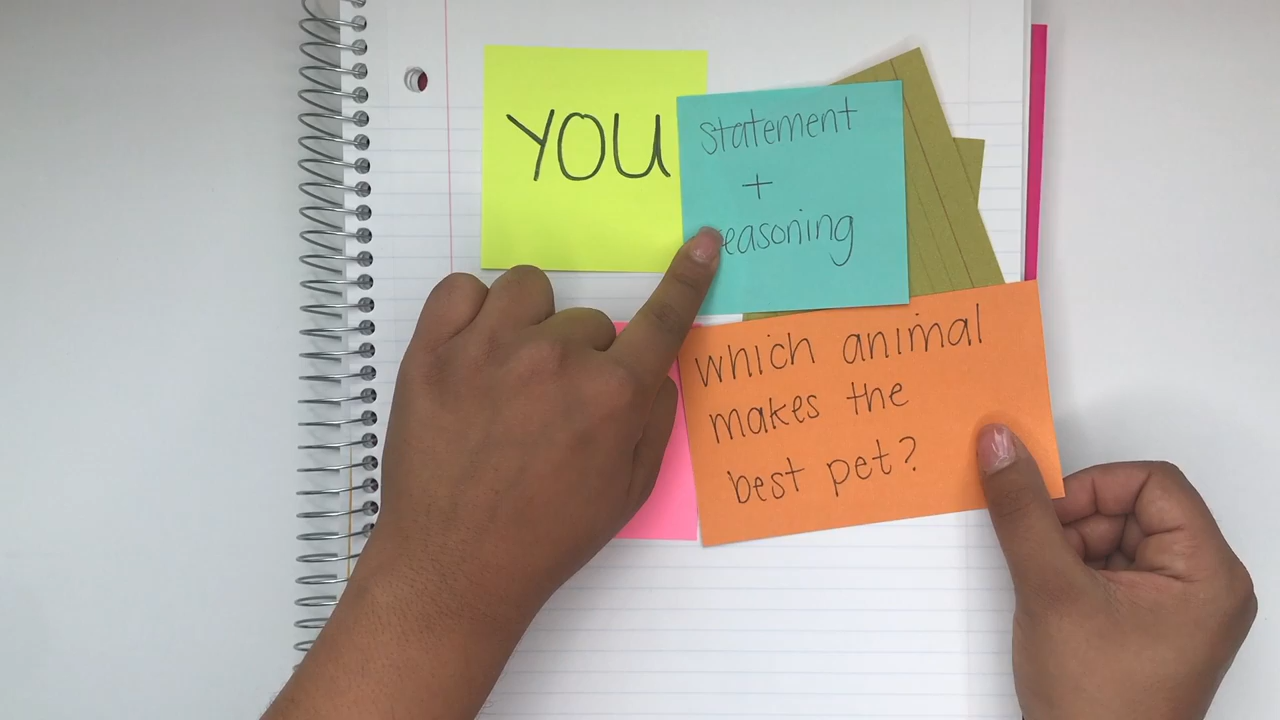 YOU
statement
+
reasoning
which animal
makes the
best pet?